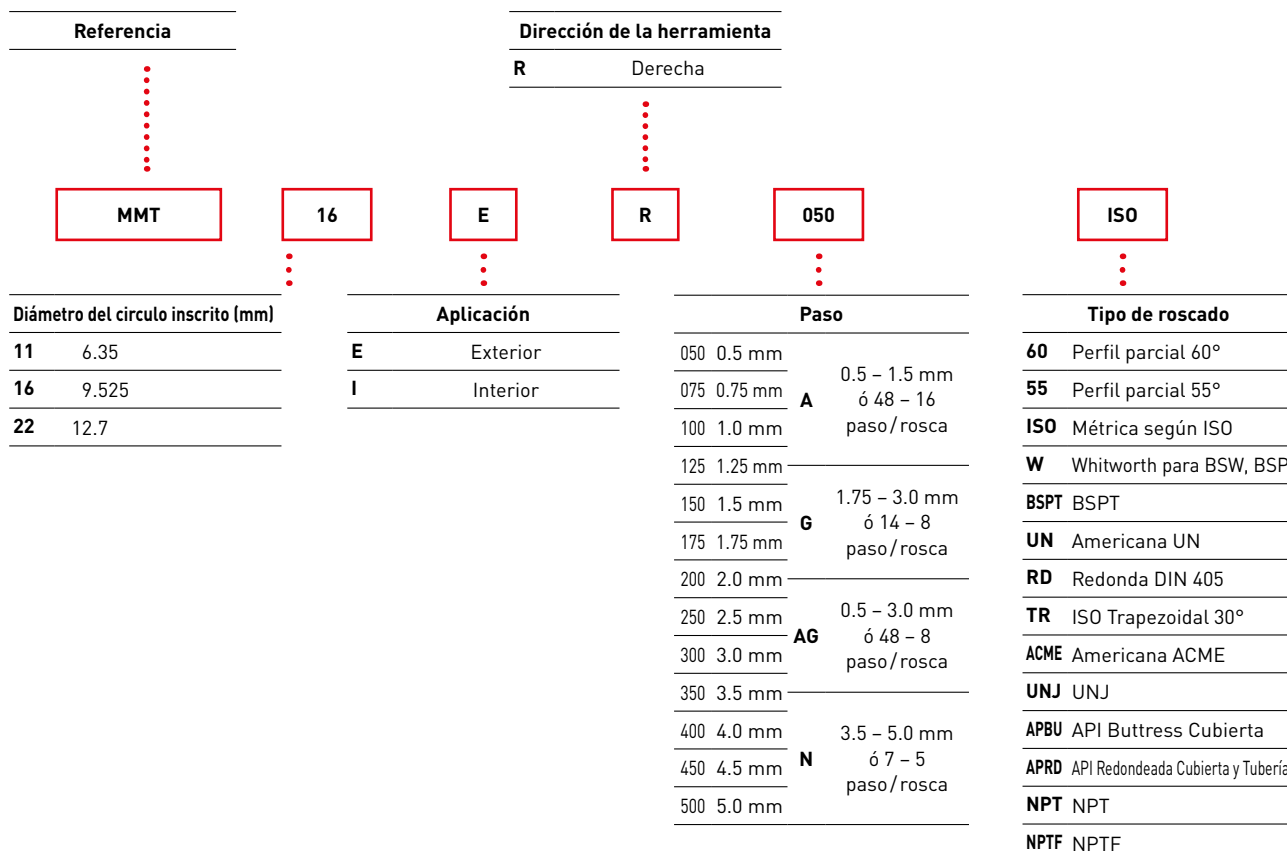 Referencia
Dirección de la herramienta
R Derecha
MMT 16 E R 050 ISO
Diámetro del circulo inscrito (mm)
11 6.35
16 9.525
22 12.7
Aplicación
E Exterior
I Interior
Paso
050 0.5 mm
075 0.75 mm
100 1.0 mm
125 1.25 mm
150 1.5 mm
175 1.75 mm
200 2.0 mm
250 2.5 mm
300 3.0 mm
350 3.5 mm
400 4.0 mm
450 4.5 mm
500 5.0 mm
A 0.5 – 1.5 mm
ó 48 – 16
paso/rosca
G 1.75 – 3.0 mm
ó 14 – 8
paso/rosca
AG 0.5 – 3.0 mm
ó 48 – 8
paso/rosca
N 3.5 – 5.0 mm
ó 7 – 5
paso/rosca
Tipo de roscado
60 Perfil parcial 60°
55 Perfil parcial 55°
ISO Métrica según ISO
W Whitworth para BSW, BSP
BSPT BSPT
UN Americana UN
RD Redonda DIN 405
TR ISO Trapezoidal 30°
ACME Americana ACME
UNJ UNJ
APBU API Buttress Cubierta
APRD API Redondeada Cubierta y Tubería
NPT NPT
NPTF NPTF